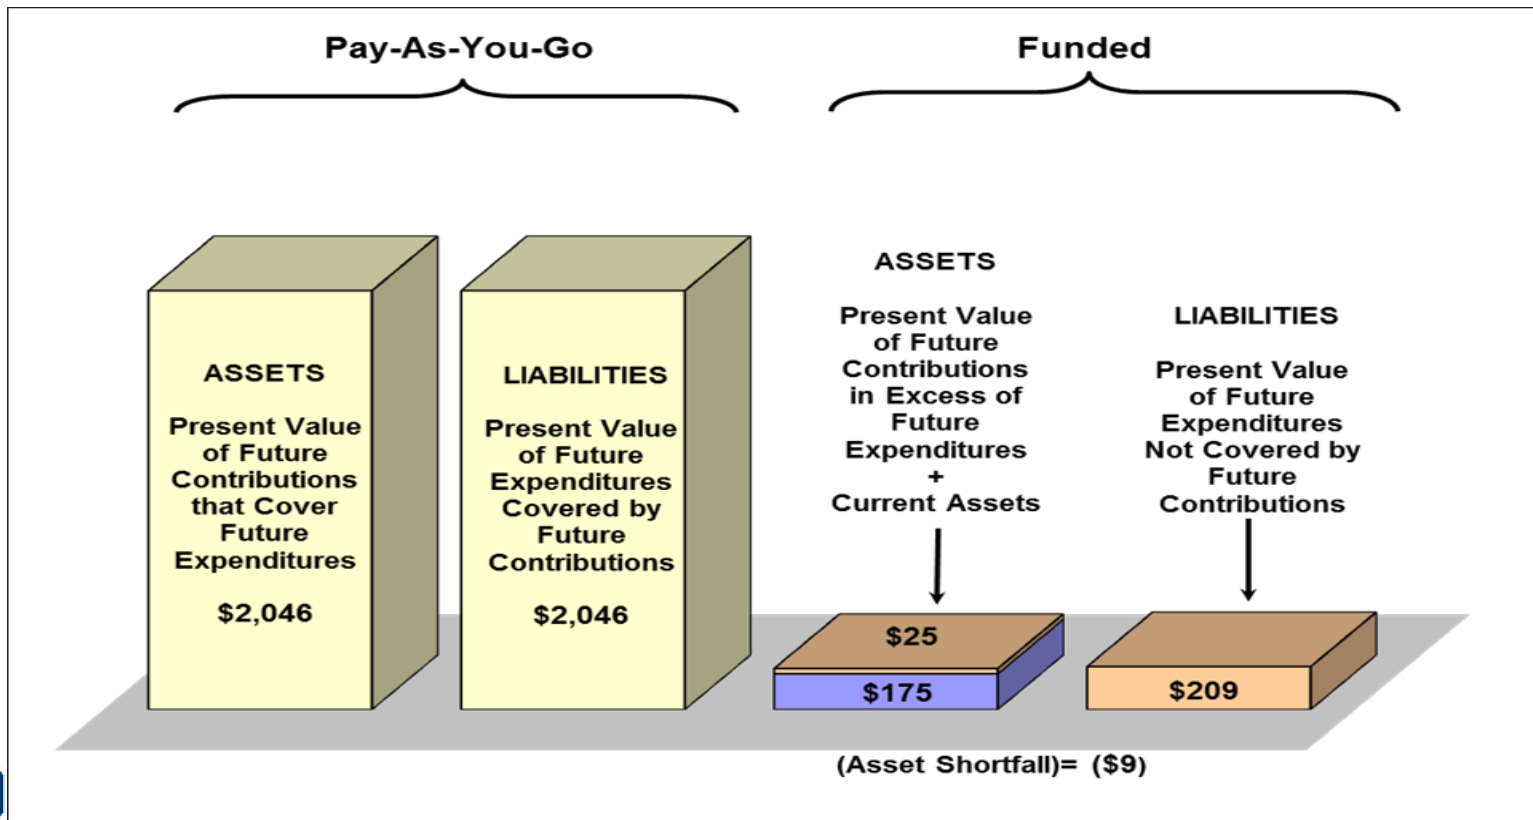 Pay-As-You-Go
Funded
ASSETS
Present Value
of Future
Contributions
that Cover
Future
Expenditures
$2,046
LIABILITIES
Present Value
of Future
Expenditures
Covered by
Future
Contributions
$2,046
ASSETS
Present Value
of Future
Contributions
in Excess of
Future
Expenditures
+
Current Assets
$25
$175
LIABILITIES
Present Value
of Future
Expenditures
Not Covered by
Future
Contributions
$209
(Asset Shortfall)= ($9)